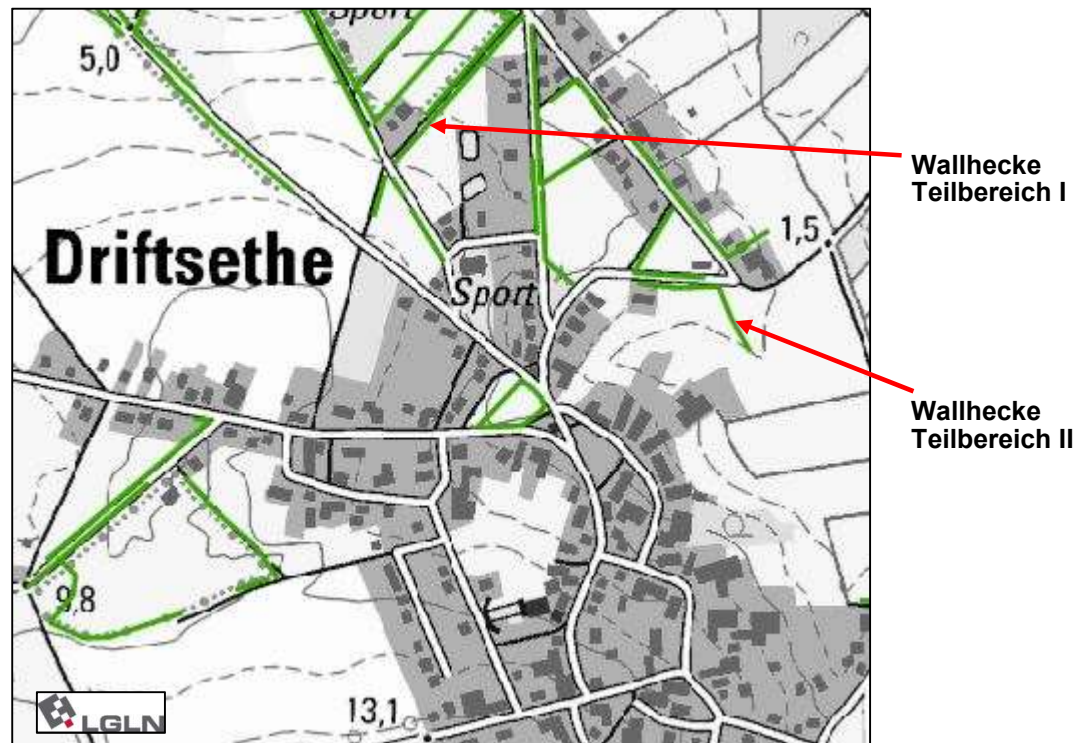 Sport
5,0
Wallhecke
Teilbereich I
1,5
Driftsethe
Sport
Wallhecke
Teilbereich II
9,8
13,1
LGLN